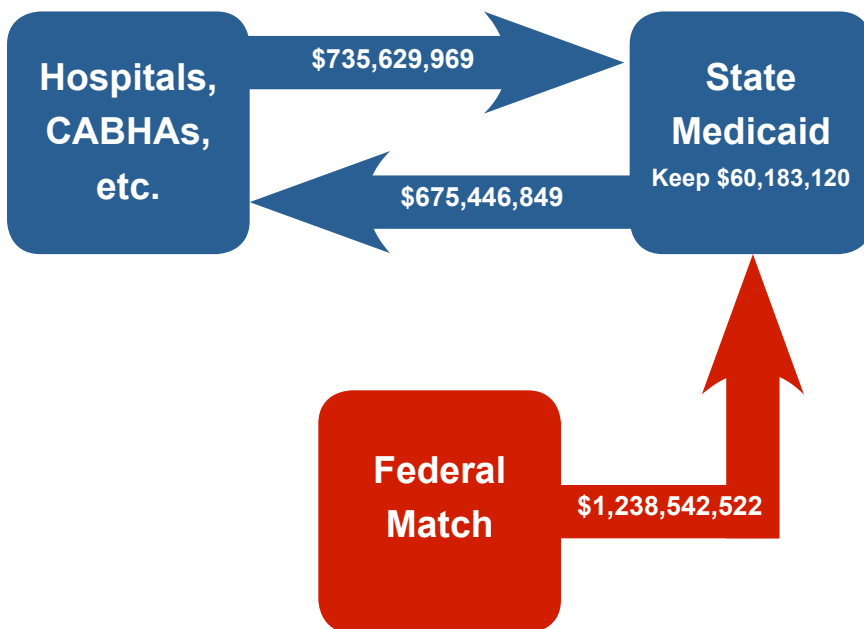 Hospitals,
CABHAs,
etc.
$735,629,969
$675,446,849
State
Medicaid
Keep $60,183,120
Federal
Match
$1,238,542,522